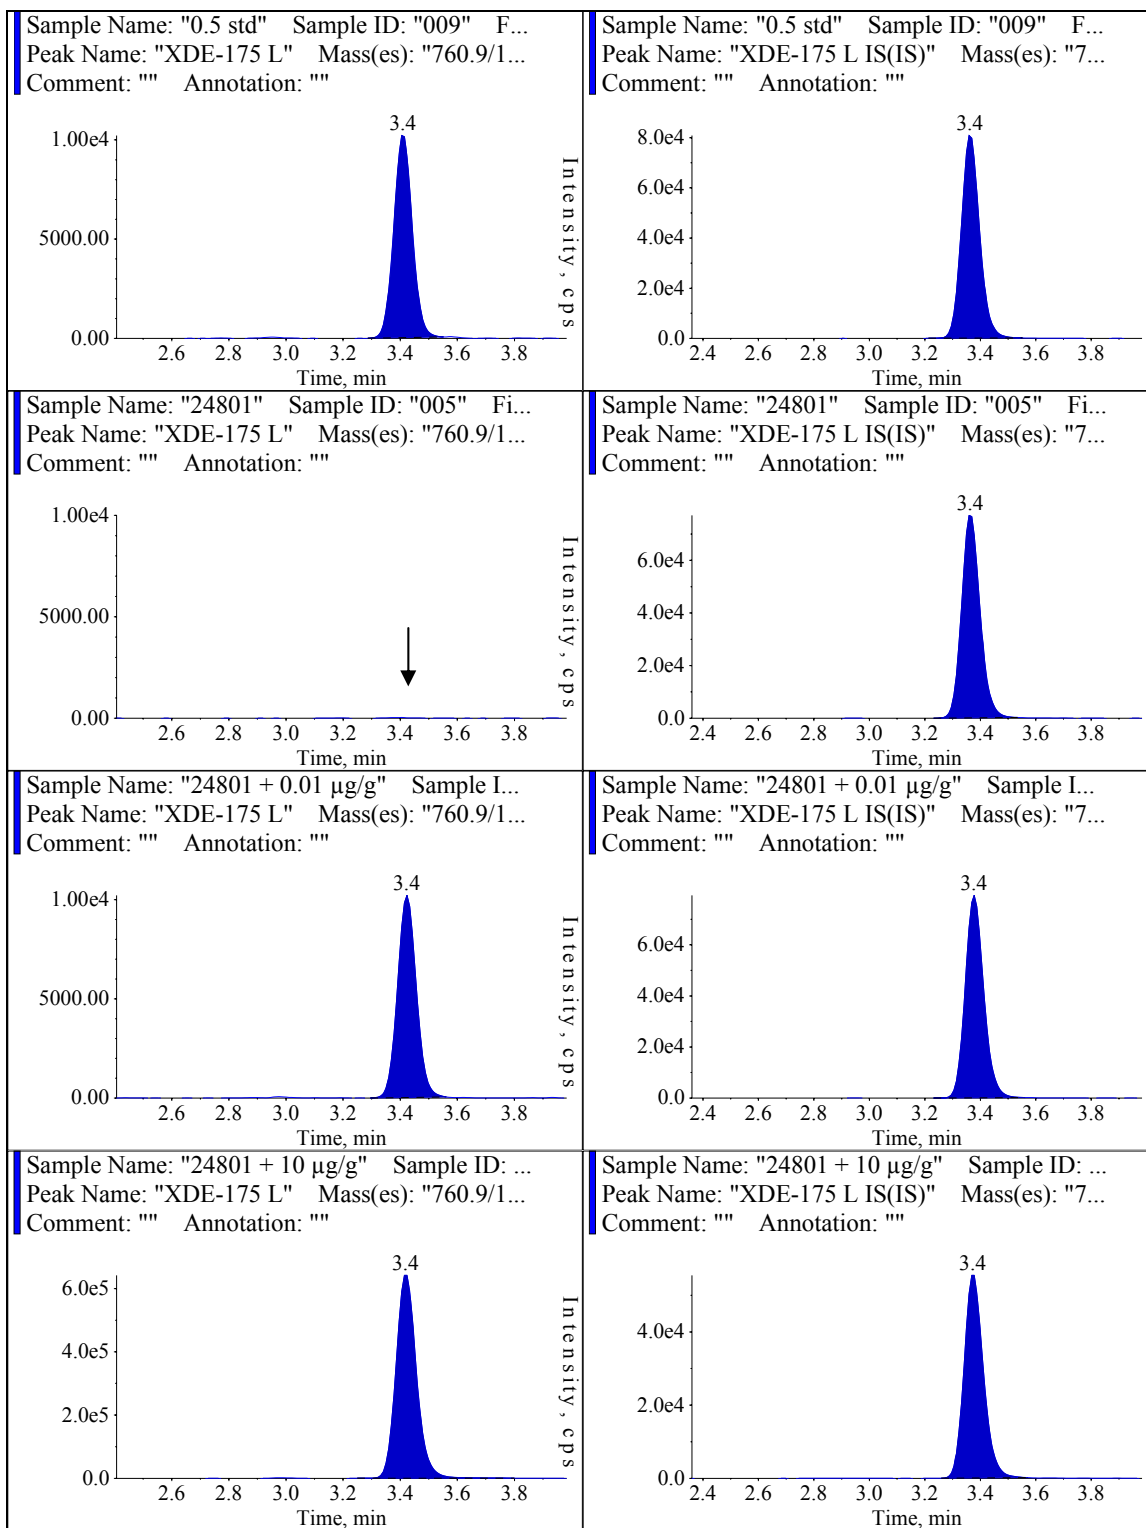 Sample Name: "0.5 std" Sample ID: "009" F...
Peak Name: "XDE-175 L" Mass(es): "760.9/1...
Comment: "" Annotation: ""
3.4
1.00e4
5000.00
0.00
2.6 2.8 3.0 3.2 3.4 3.6 3.8
Time, min
Sample Name: "0.5 std" Sample ID: "009" F...
Peak Name: "XDE-175 L IS(IS)" Mass(es): "7...
Comment: "" Annotation: ""
Intensity, cps
3.4
8.0e4
6.0e4
4.0e4
2.0e4
0.0
2.4 2.6 2.8 3.0 3.2 3.4 3.6 3.8
Time, min
Sample Name: "24801" Sample ID: "005" Fi...
Peak Name: "XDE-175 L" Mass(es): "760.9/1...
Comment: "" Annotation: ""
1.00e4
5000.00
0.00
2.6 2.8 3.0 3.2 3.4 3.6 3.8
Time, min
Sample Name: "24801" Sample ID: "005" Fi...
Peak Name: "XDE-175 L IS(IS)" Mass(es): "7...
Comment: "" Annotation: ""
Intensity, cps
3.4
6.0e4
4.0e4
2.0e4
0.0
2.4 2.6 2.8 3.0 3.2 3.4 3.6 3.8
Time, min
Sample Name: "24801 + 0.01 µg/g" Sample I...
Peak Name: "XDE-175 L" Mass(es): "760.9/1...
Comment: "" Annotation: ""
3.4
1.00e4
5000.00
0.00
2.6 2.8 3.0 3.2 3.4 3.6 3.8
Time, min
Sample Name: "24801 + 0.01 µg/g" Sample I...
Peak Name: "XDE-175 L IS(IS)" Mass(es): "7...
Comment: "" Annotation: ""
Intensity, cps
3.4
6.0e4
4.0e4
2.0e4
0.0
2.4 2.6 2.8 3.0 3.2 3.4 3.6 3.8
Time, min
Sample Name: "24801 + 10 µg/g" Sample ID: ...
Peak Name: "XDE-175 L" Mass(es): "760.9/1...
Comment: "" Annotation: ""
3.4
6.0e5
4.0e5
2.0e5
0.0
2.6 2.8 3.0 3.2 3.4 3.6 3.8
Time, min
Sample Name: "24801 + 10 µg/g" Sample ID: ...
Peak Name: "XDE-175 L IS(IS)" Mass(es): "7...
Comment: "" Annotation: ""
Intensity, cps
3.4
4.0e4
2.0e4
0.0
2.4 2.6 2.8 3.0 3.2 3.4 3.6 3.8
Time, min